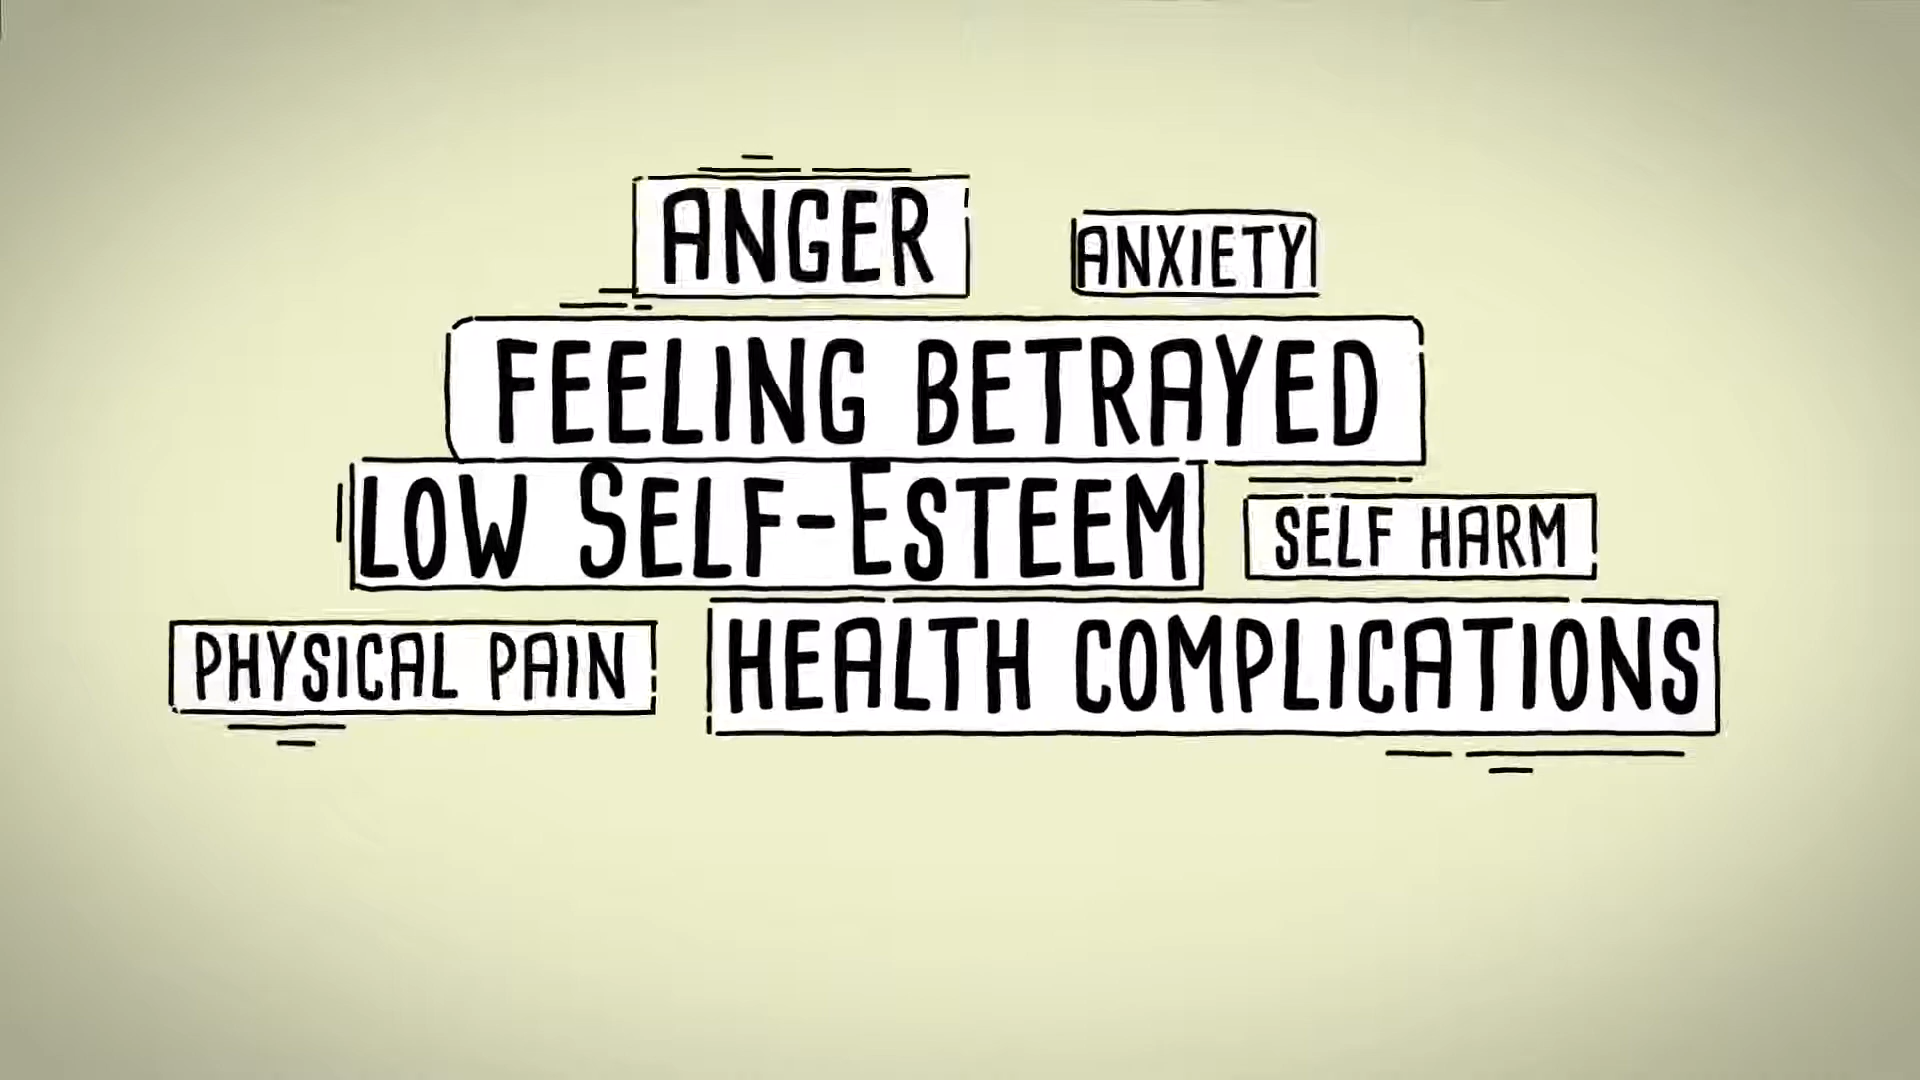 ANGER
ANXIETY
FEELING BETRAYED
LOW SELF-ESTEEM
SELF HARM
PHYSICAL PAIN
HEALTH COMPLICATIONS